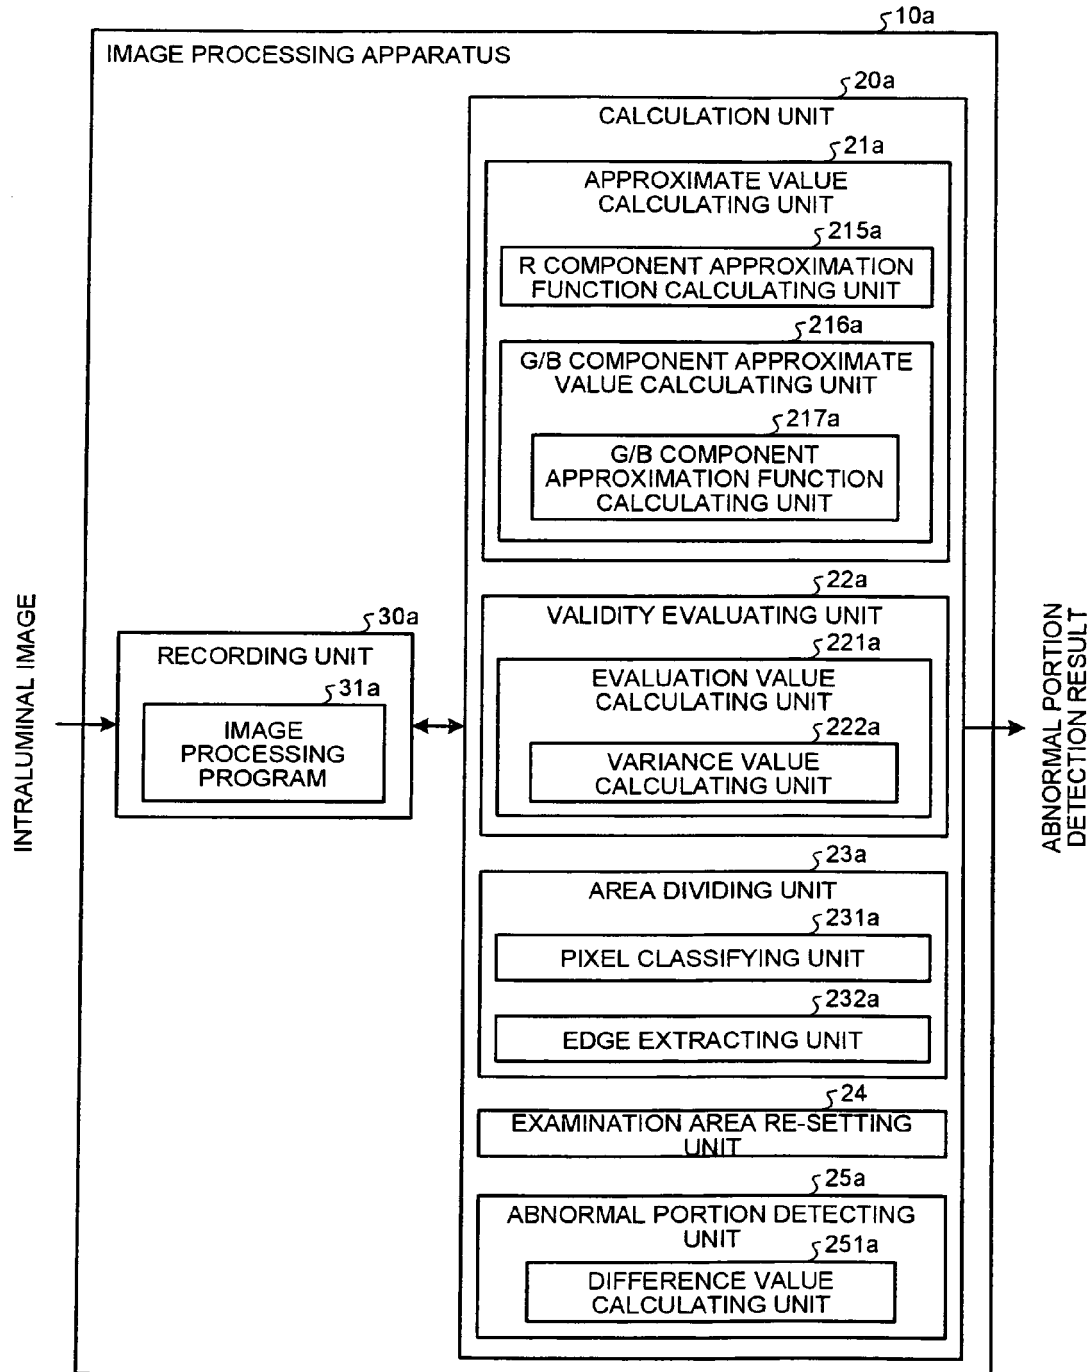 10a
IMAGE PROCESSING APPARATUS
20a
CALCULATION UNIT
21a
APPROXIMATE VALUE
CALCULATING UNIT
215a
R COMPONENT APPROXIMATION
FUNCTION CALCULATING UNIT
216a
G/B COMPONENT APPROXIMATE
VALUE CALCULATING UNIT
217a
G/B COMPONENT
APPROXIMATION FUNCTION
CALCULATING UNIT
INTRALUMINAL IMAGE
30a
RECORDING UNIT
31a
IMAGE
PROCESSING
PROGRAM
22a
VALIDITY EVALUATING UNIT
221a
EVALUATION VALUE
CALCULATING UNIT
222a
VARIANCE VALUE
CALCULATING UNIT
ABNORMAL PORTION
DETECTION RESULT
23a
AREA DIVIDING UNIT
231a
PIXEL CLASSIFYING UNIT
232a
EDGE EXTRACTING UNIT
24
EXAMINATION AREA RE-SETTING
UNIT
25a
ABNORMAL PORTION DETECTING
UNIT
251a
DIFFERENCE VALUE
CALCULATING UNIT